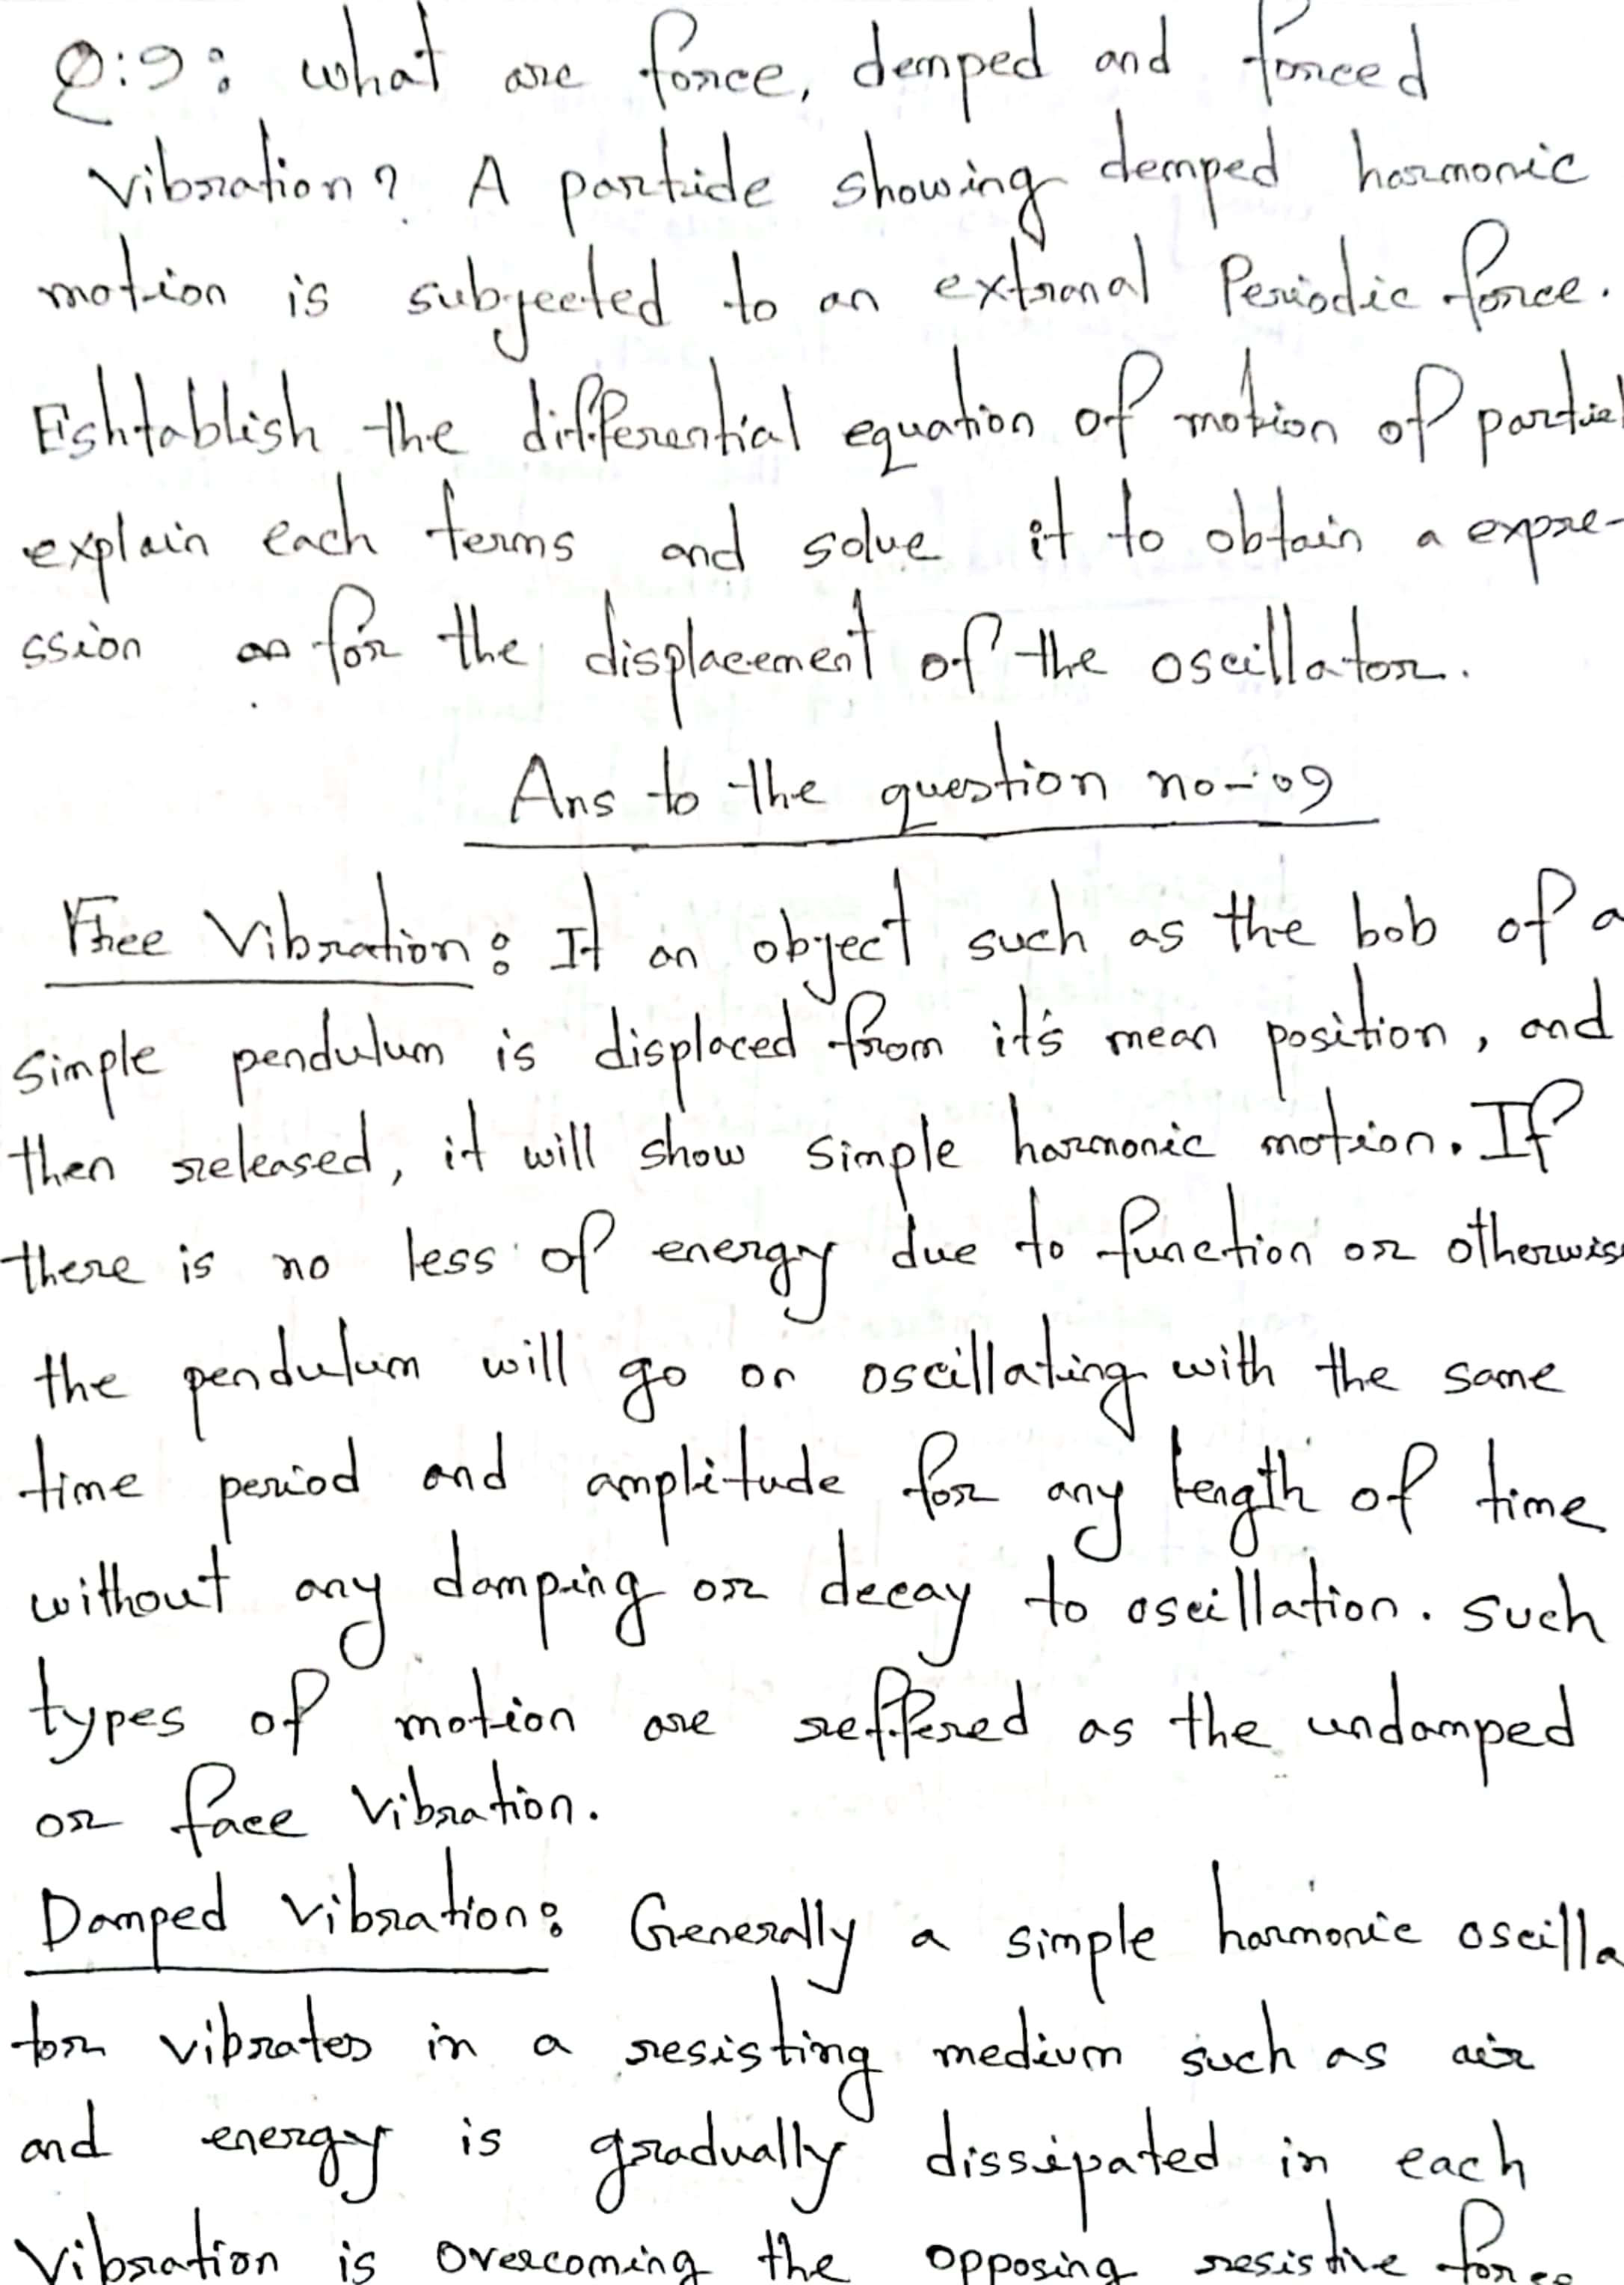 Q:9: what are force, demped and forced
vibration? A partide showing demped harmonic
motion is subjected to an extranal Periodic force.
Eshtablish the differential equation of motion of particl
explain each terms and solve it to obtain a expre-
ssion as for the displacement of the oscillator.
Ans to the question no-09
Free Vibration: If an object such as the bob of a
simple pendulum is displaced from it's mean position, and
then released, it will show simple harmonic motion. If
there is no less of energy due to function or otherwise
the pendulum will go on oscillating with the same
time period and amplitude for any length of time
without any damping or decay to oscillation. such
types of motion are reffered as the undamped
or face vibration.
Damped vibration: Generally a simple harmonic oscilla
tor vibrates in a resisting medium such as air
and energy is gradually dissipated in each
vibration is overcoming the opposing resistive force